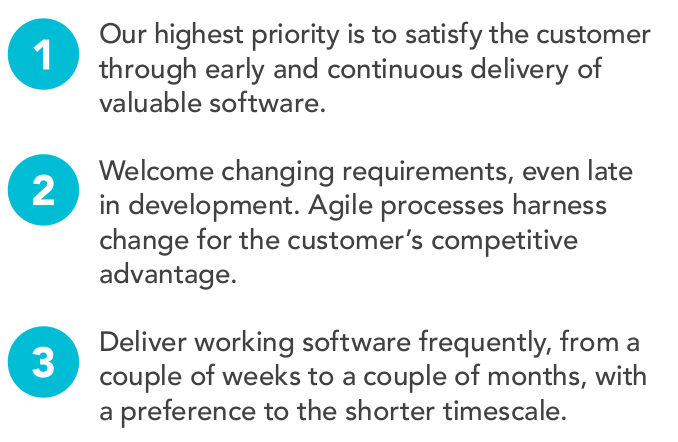 1
Our highest priority is to satisfy the customer
through early and continuous delivery of
valuable software.
2
Welcome changing requirements, even late
in development. Agile processes harness
change for the customer’s competitive
advantage.
3
Deliver working software frequently, from a
couple of weeks to a couple of months, with
a preference to the shorter timescale.